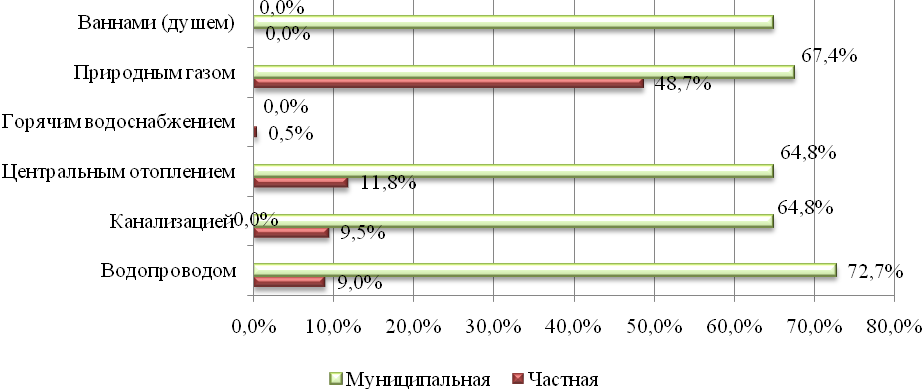 0,0%
Ваннами (душем)
0,0%
Природным газом
67,4%
48,7%
0,0%
Горячим водоснабжением
0,5%
Центральным отоплением
64,8%
11,8%
Канализацией
0,0%
64,8%
9,5%
Водопроводом
72,7%
9,0%
0,0% 10,0% 20,0% 30,0% 40,0% 50,0% 60,0% 70,0% 80,0%
Муниципальная Частная